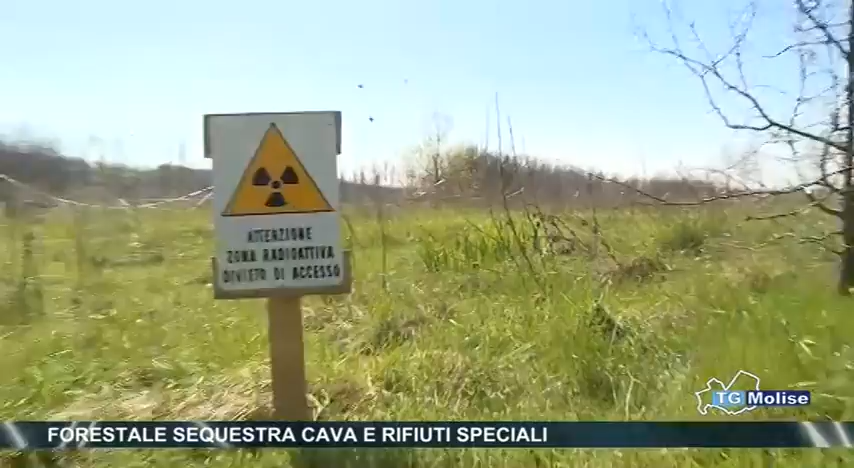 ATTENZIONE
ZONA RADIOATTIVA
DIVIETO DI ACCESSO
TG Molise
FORESTALE SEQUESTRA CAVA E RIFIUTI SPECIALI